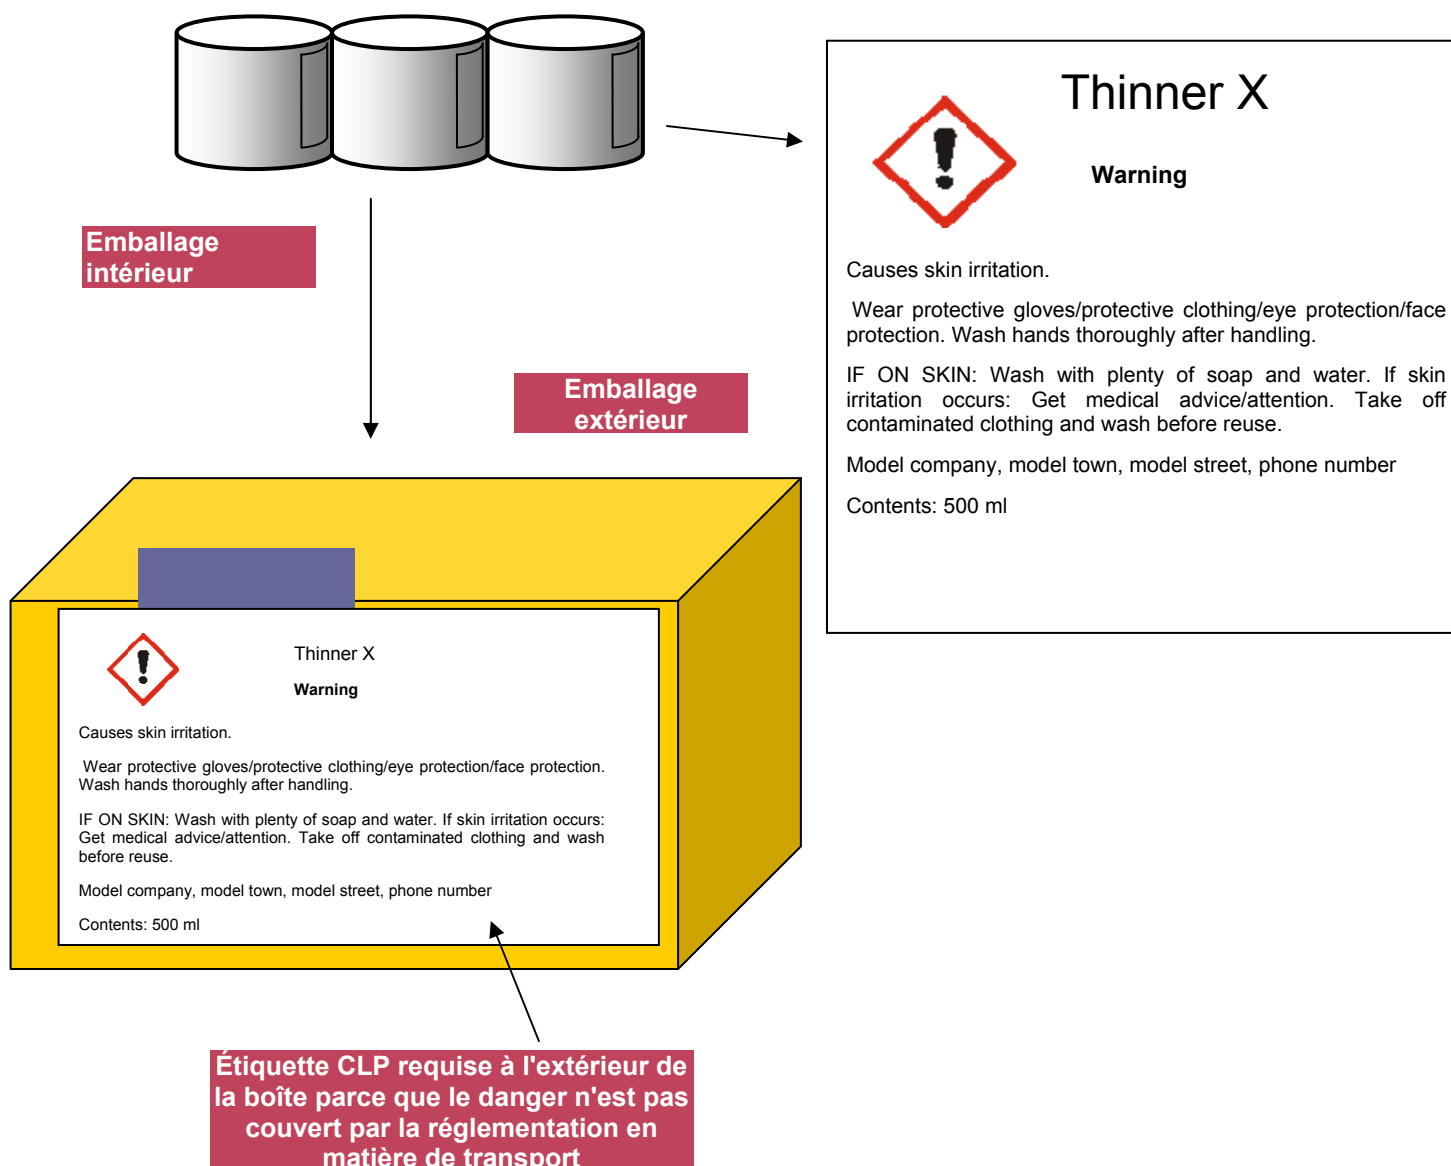 Emballage
intérieur
Emballage
extérieur
Thinner X
Warning
Causes skin irritation.
Wear protective gloves/protective clothing/eye protection/face
protection. Wash hands thoroughly after handling.
IF ON SKIN: Wash with plenty of soap and water. If skin
irritation occurs: Get medical advice/attention. Take off
contaminated clothing and wash before reuse.
Model company, model town, model street, phone number
Contents: 500 ml
Thinner X
Warning
Causes skin irritation.
Wear protective gloves/protective clothing/eye protection/face protection.
Wash hands thoroughly after handling.
IF ON SKIN: Wash with plenty of soap and water. If skin irritation occurs:
Get medical advice/attention. Take off contaminated clothing and wash
before reuse.
Model company, model town, model street, phone number
Contents: 500 ml
Étiquette CLP requise à l'extérieur de
la boîte parce que le danger n'est pas
couvert par la réglementation en
matière de transport